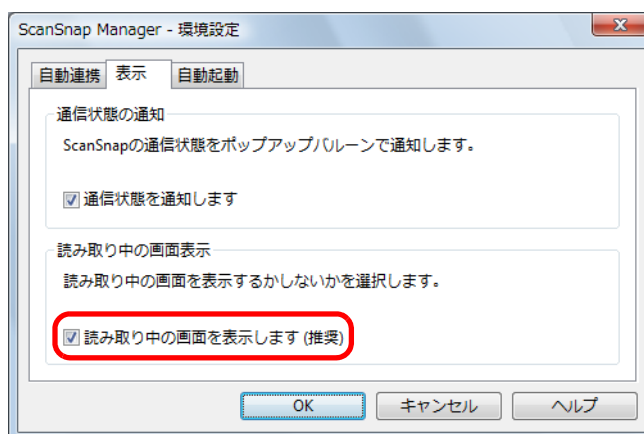 ScanSnap Manager - 環境設定
自動連携 表示 自動起動
通信状態の通知
ScanSnapの通信状態をポップアップバルーンで通知します。
通信状態を通知します
読み取り中の画面表示
読み取り中の画面を表示するかしないかを選択します。
読み取り中の画面を表示します(推奨)
OK キャンセル ヘルプ